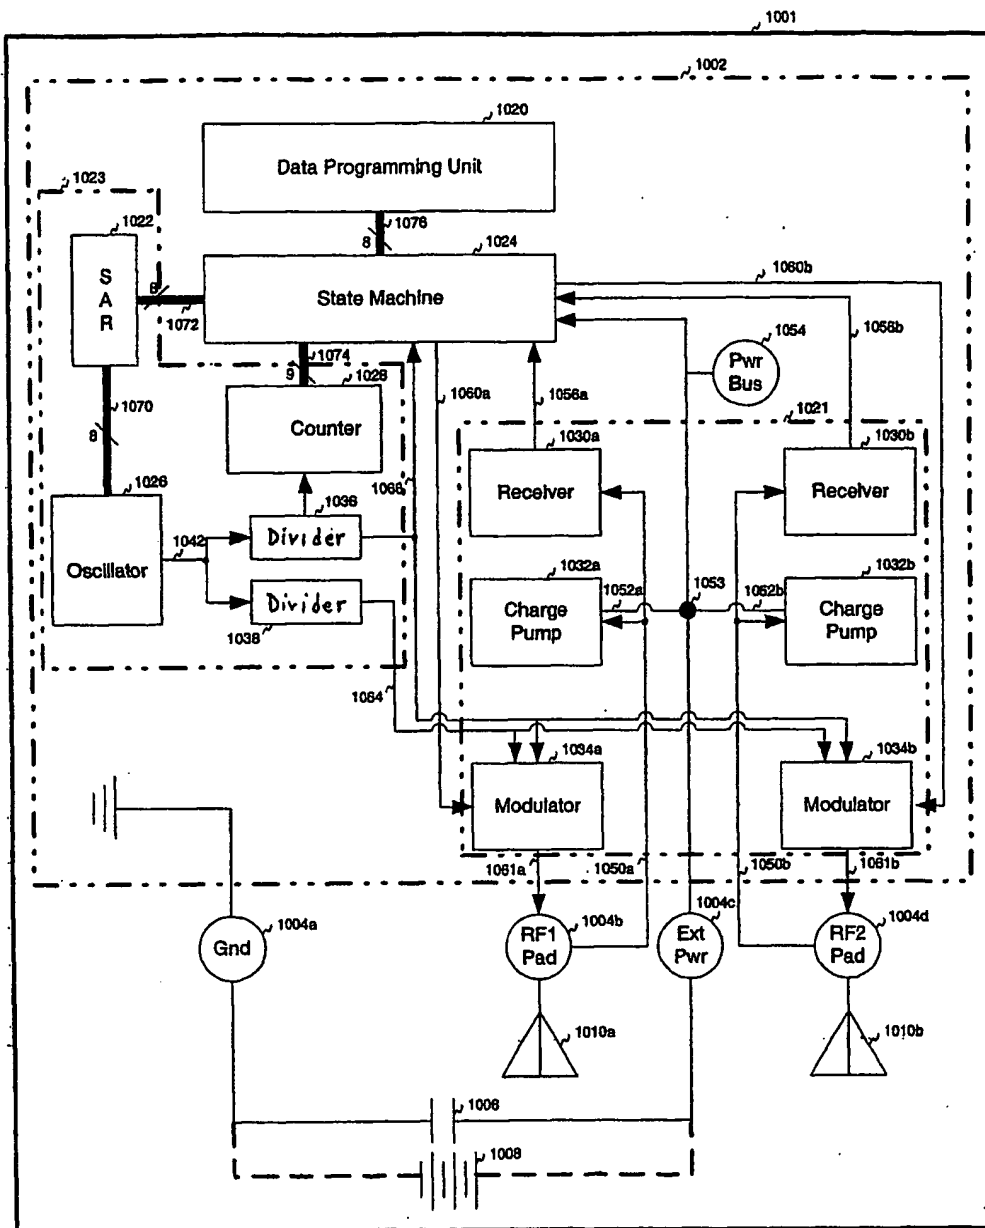 1001
1002
1020
Data Programming Unit
1023
1022
1076
8
1024
S
A
R
8
1072
State Machine
1060b
1056b
1054
Pwr
Bus
1074
9
1028
1060a
1056a
1021
1070
8
Counter
1030a
1030b
Receiver
Receiver
1026
1036
1066
1042
Divider
Oscillator
1032a
1032b
1052a
1053
1052b
Divider
Charge
Pump
Charge
Pump
1038
1064
1034a
1034b
Modulator
Modulator
1061a
1050a
1050b
1061b
1004a
1004b
1004c
1004d
Gnd
RF1
Pad
Ext
Pwr
RF2
Pad
1010a
1010b
1006
1008